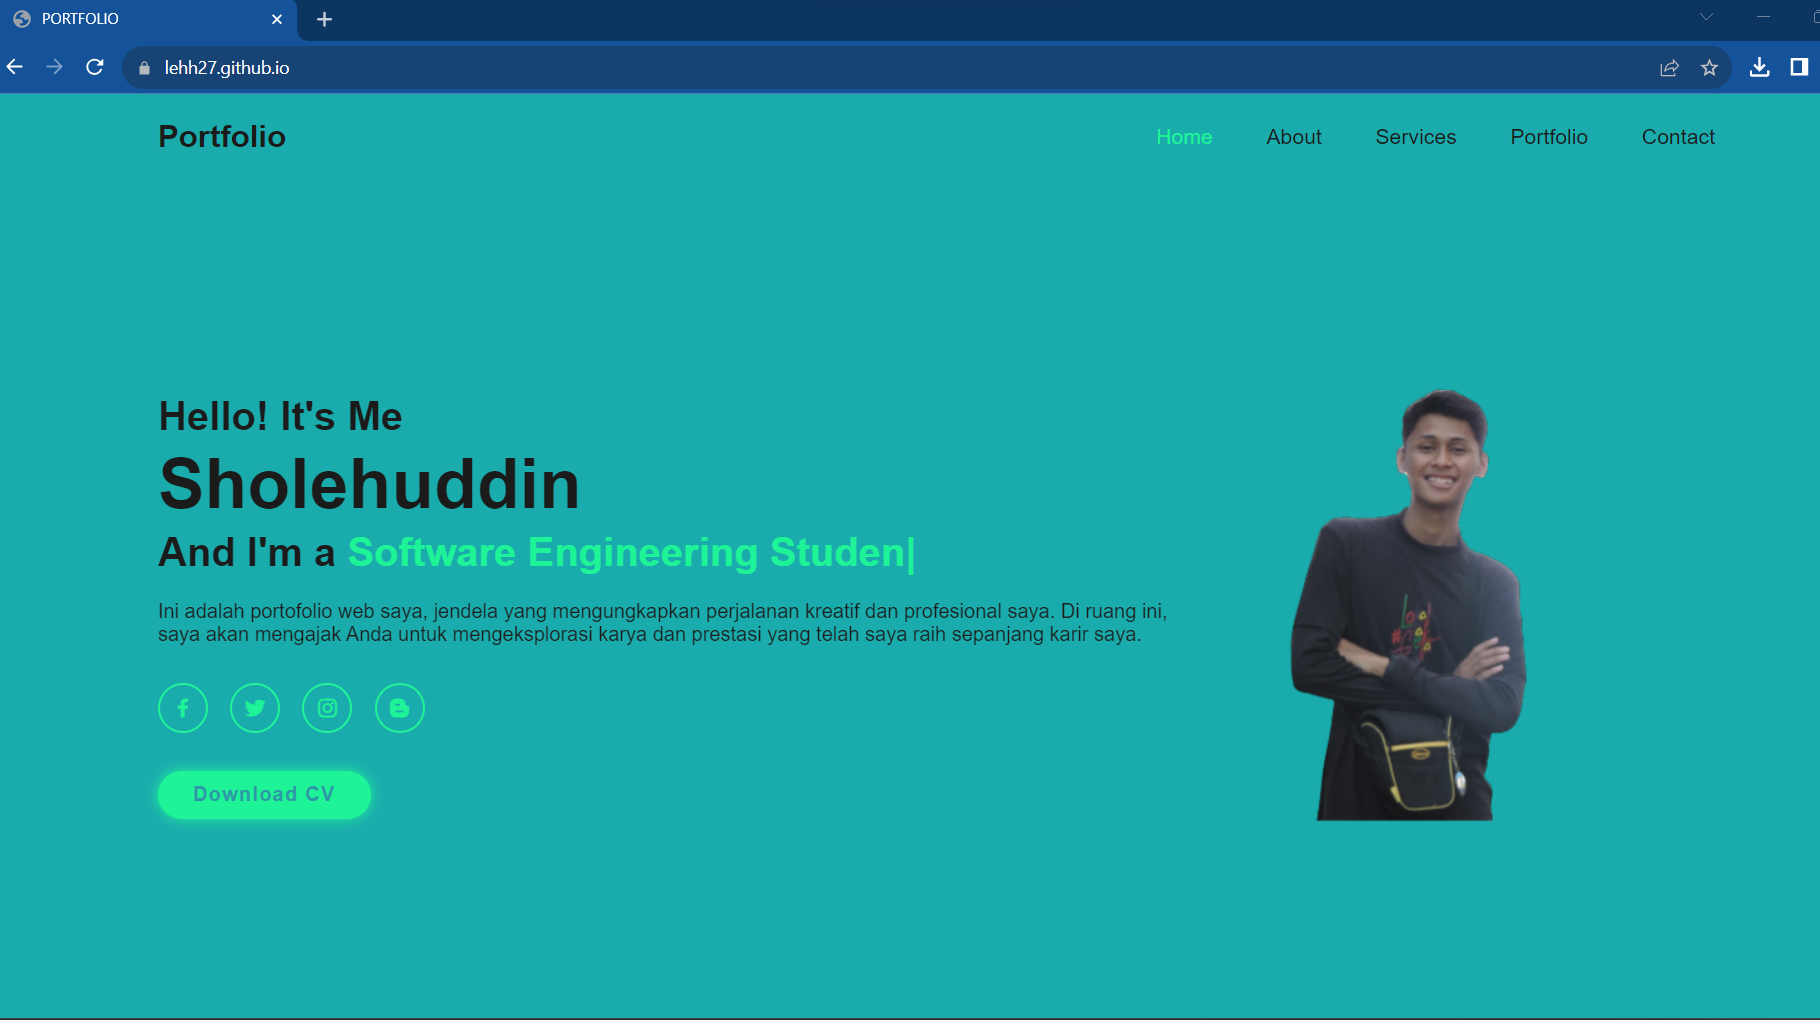 PORTFOLIO
lehh27.github.io
Portfolio
Home
About
Services
Portfolio
Contact
Hello! It's Me
Sholehuddin
And I'm a Software Engineering Studen|
Ini adalah portofolio web saya, jendela yang mengungkapkan perjalanan kreatif dan profesional saya. Di ruang ini,
saya akan mengajak Anda untuk mengeksplorasi karya dan prestasi yang telah saya raih sepanjang karir saya.
Download CV